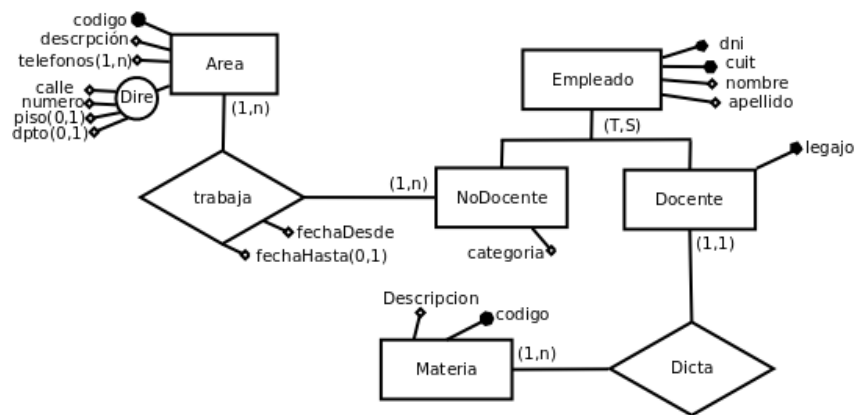 codigo
descrpción
telefonos(1,n)
Area
calle
numero
piso(0,1)
dpto(0,1)
Dire
(1,n)
Empleado
dni
cuit
nombre
apellido
(T,S)
legajo
trabaja
(1,n)
NoDocente
Docente
fechaDesde
fechaHasta(0,1)
categoria
(1,1)
Descripcion
codigo
Materia
(1,n)
Dicta